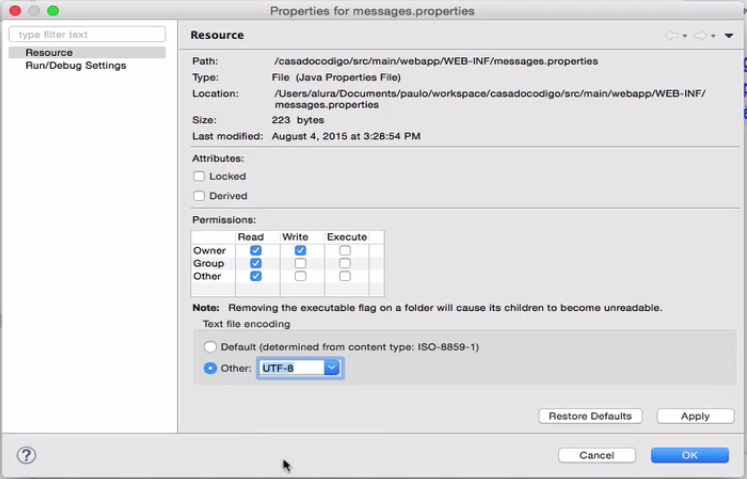 Properties for messages.properties
type filter text
Resource
Run/Debug Settings
Resource
Path: /casadocodigo/src/main/webapp/WEB-INF/messages.properties
Type: File (Java Properties File)
Location: /Users/alura/Documents/paulo/workspace/casadocodigo/src/main/webapp/WEB-INF/
messages.properties
Size: 223 bytes
Last modified: August 4, 2015 at 3:28:54 PM
Attributes:
Locked
Derived
Permissions:
Read Write Execute
Owner
Group
Other
Note: Removing the executable flag on a folder will cause its children to become unreadable.
Text file encoding
Default (determined from content type: ISO-8859-1)
Other: UTF-8
Restore Defaults Apply
? Cancel OK